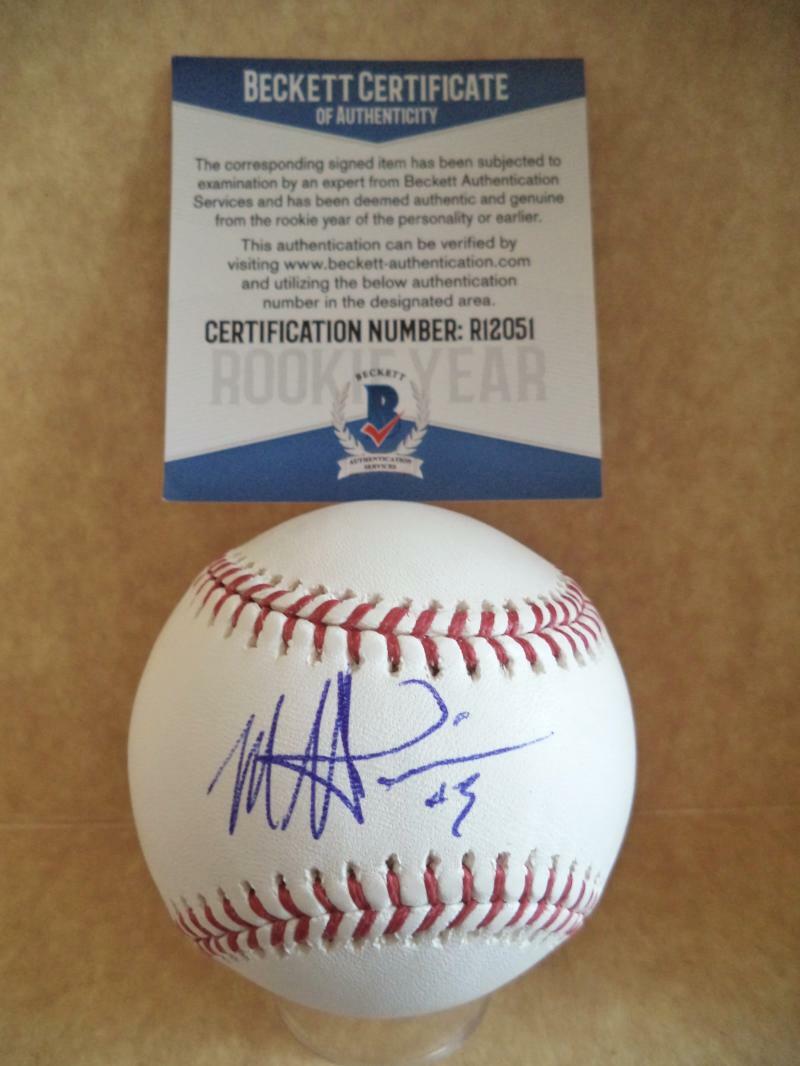 BECKETT CERTIFICATE
OF AUTHENTICITY
The corresponding signed item has been subjected to
examination by an expert from Beckett Authentication
Services and has been deemed authentic and genuine
from the rookie year of the personality or earlier.
This authentication can be verified by
visiting www.beckett-authentication.com
and utilizing the below authentication
number in the designated area.
CERTIFICATION NUMBER: R12051
ROOKIE YEAR
BECKETT
B
AUTHENTICATION
SERVICES